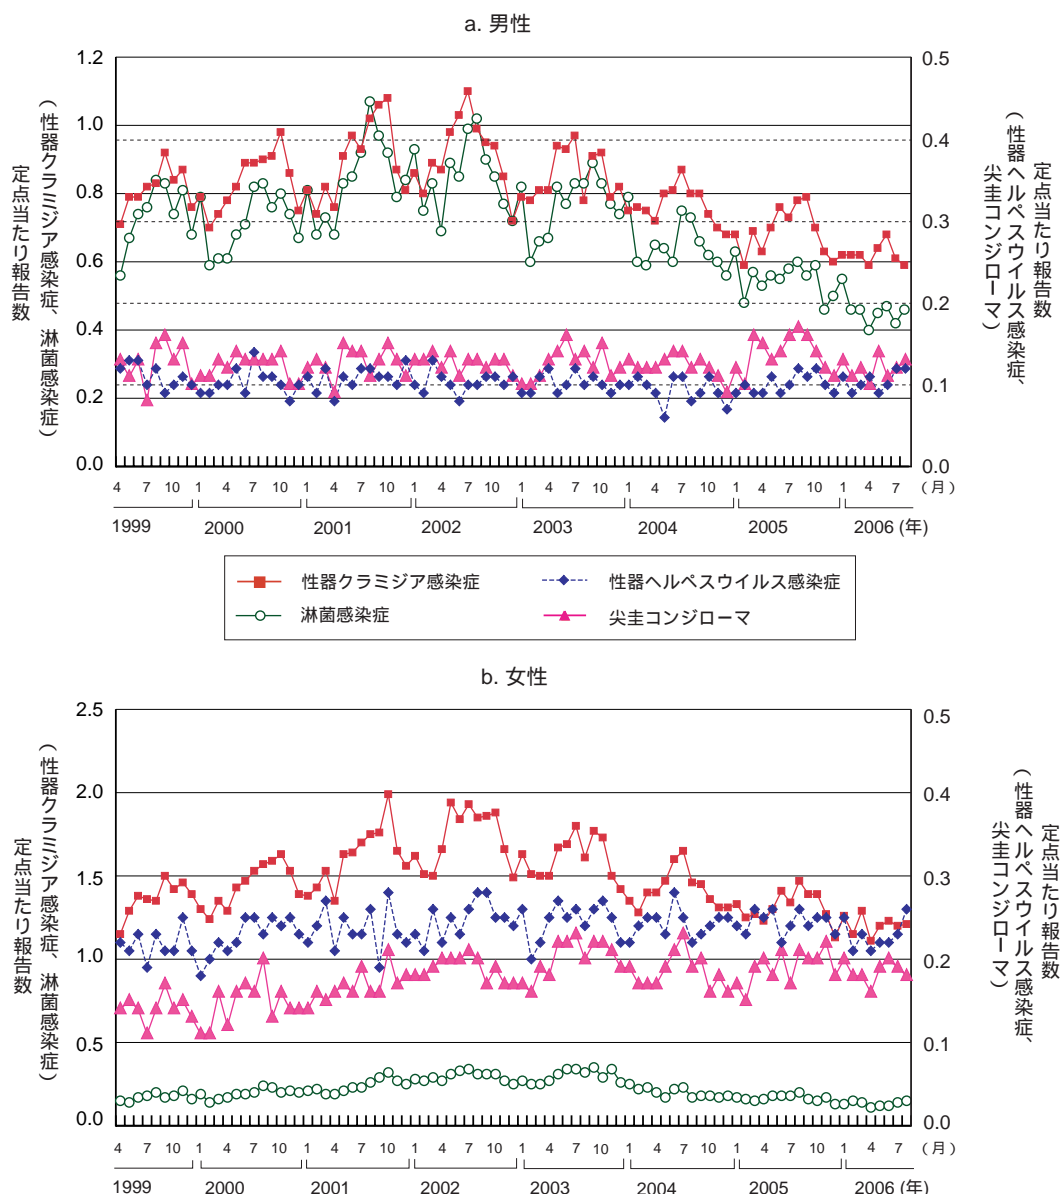 a. 男性
定点当たり報告数
(性器クラミジア感染症、淋菌感染症)
1.2
1.0
0.8
0.6
0.4
0.2
0.0
0.5
0.4
0.3
0.2
0.1
0.0
定点当たり報告数
(性器ヘルペスウイルス感染症、
尖圭コンジローマ)
4 7 10 1 4 7 10 1 4 7 10 1 4 7 10 1 4 7 10 1 4 7 10 1 4 7 10 1 4 7 (月)
1999 2000 2001 2002 2003 2004 2005 2006 (年)
性器クラミジア感染症 性器ヘルペスウイルス感染症
淋菌感染症 尖圭コンジローマ
b. 女性
定点当たり報告数
(性器クラミジア感染症、淋菌感染症)
2.5
2.0
1.5
1.0
0.5
0.0
0.5
0.4
0.3
0.2
0.1
0.0
定点当たり報告数
(性器ヘルペスウイルス感染症、
尖圭コンジローマ)
4 7 10 1 4 7 10 1 4 7 10 1 4 7 10 1 4 7 10 1 4 7 10 1 4 7 10 1 4 7 (月)
1999 2000 2001 2002 2003 2004 2005 2006 (年)